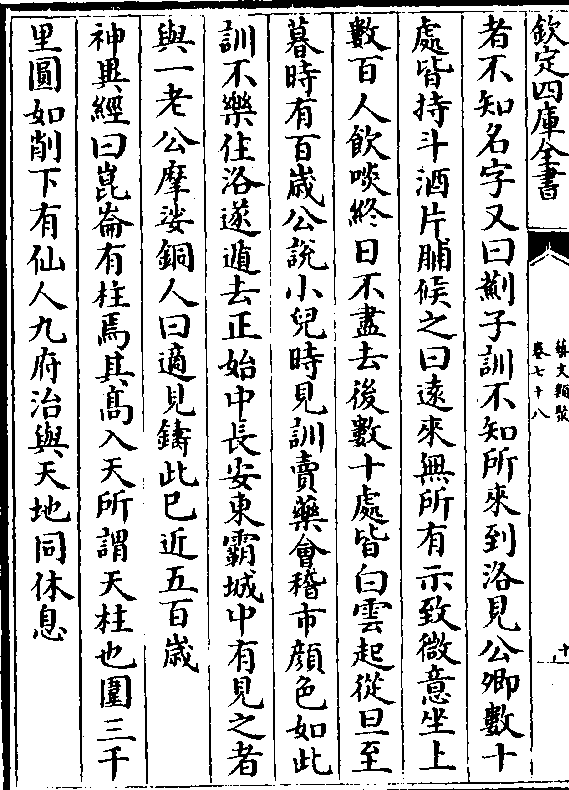 欽定四庫全書
藝文類聚
卷七十八
十
者不知名字又曰薊子訓不知所來到洛見公卿數十
處皆持斗酒片脯候之曰遠來無所有示致微意坐上
數百人飲啖終日不盡去後數十處皆白雲起從旦至
暮時有百歲公說小兒時見訓賣藥會稽市顔色如此
訓不樂住洛遂遁去正始中長安東霸城中有見之者
與一老公摩娑銅人曰適見鑄此已近五百歲
神異經曰崑崙有柱焉其髙入天所謂天柱也圍三千
里圓如削下有仙人九府治與天地同休息